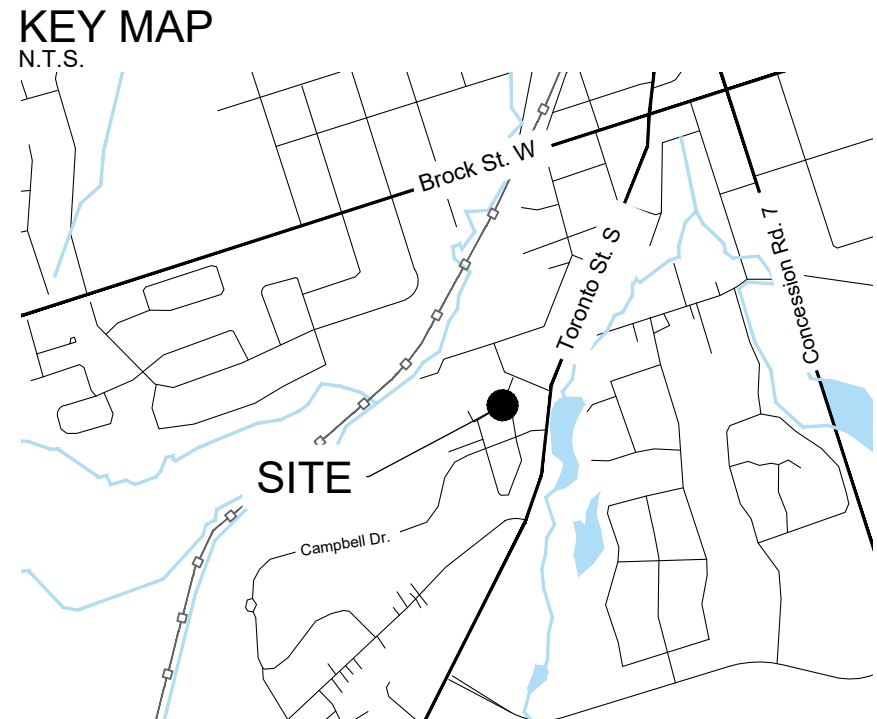 KEY MAP
N.T.S.
Brock St. W
Concession Rd. 7
Toronto St. S
SITE
Campbell Dr.